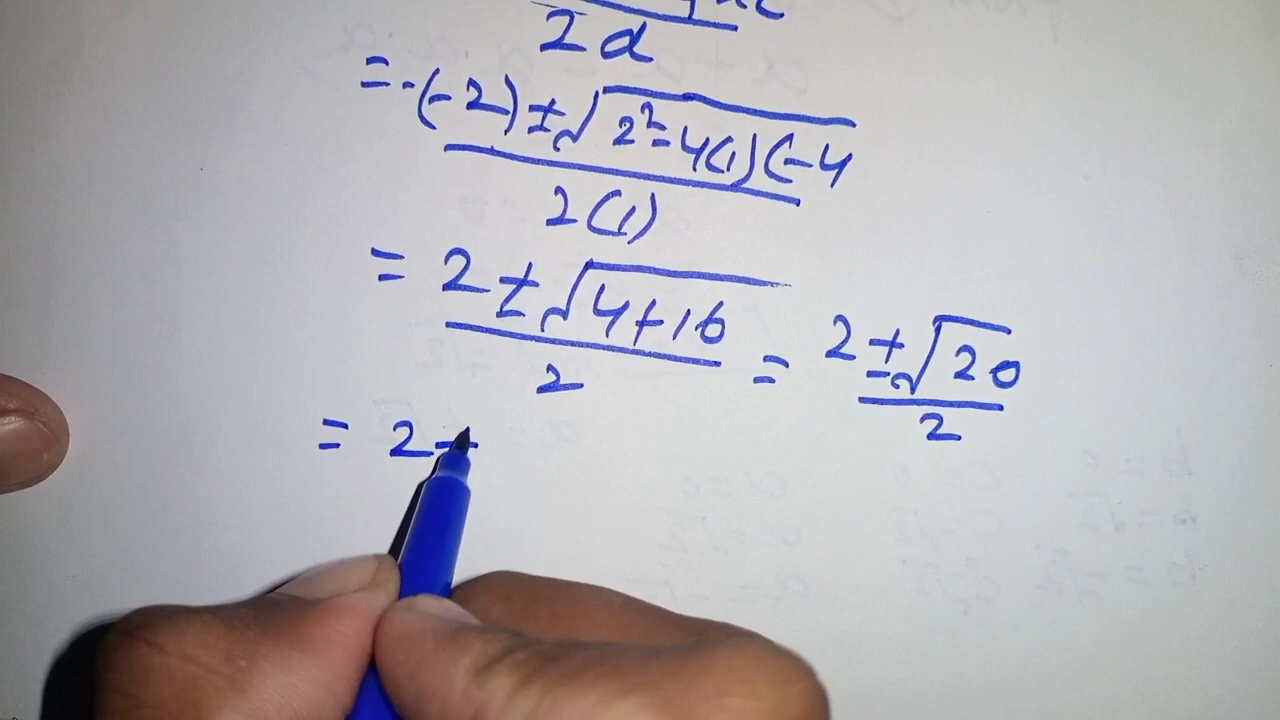 2a
= -(-2) ± √2² - 4(1)(-4
2(1)
= 2 ± √4+16
2
= 2 ± √20
2
= 2 +